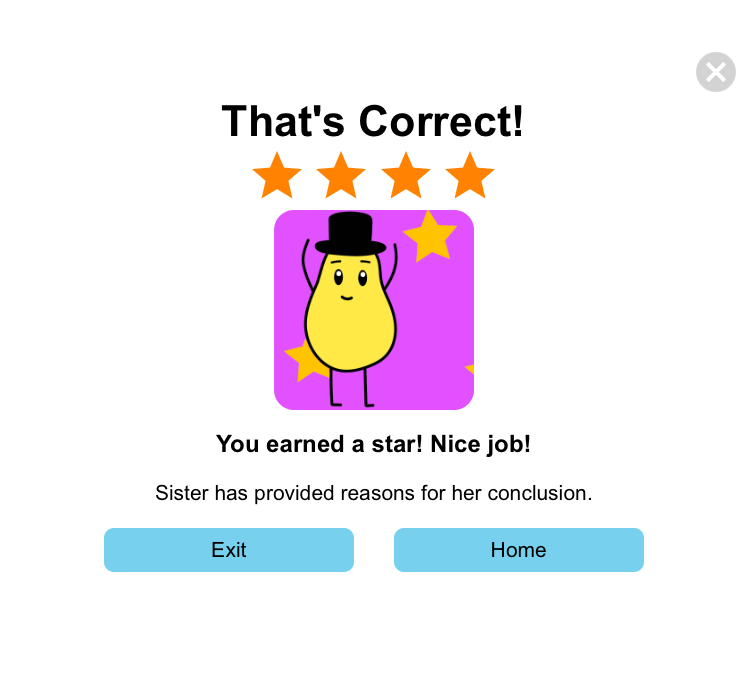 That's Correct!
You earned a star! Nice job!
Sister has provided reasons for her conclusion.
Exit
Home